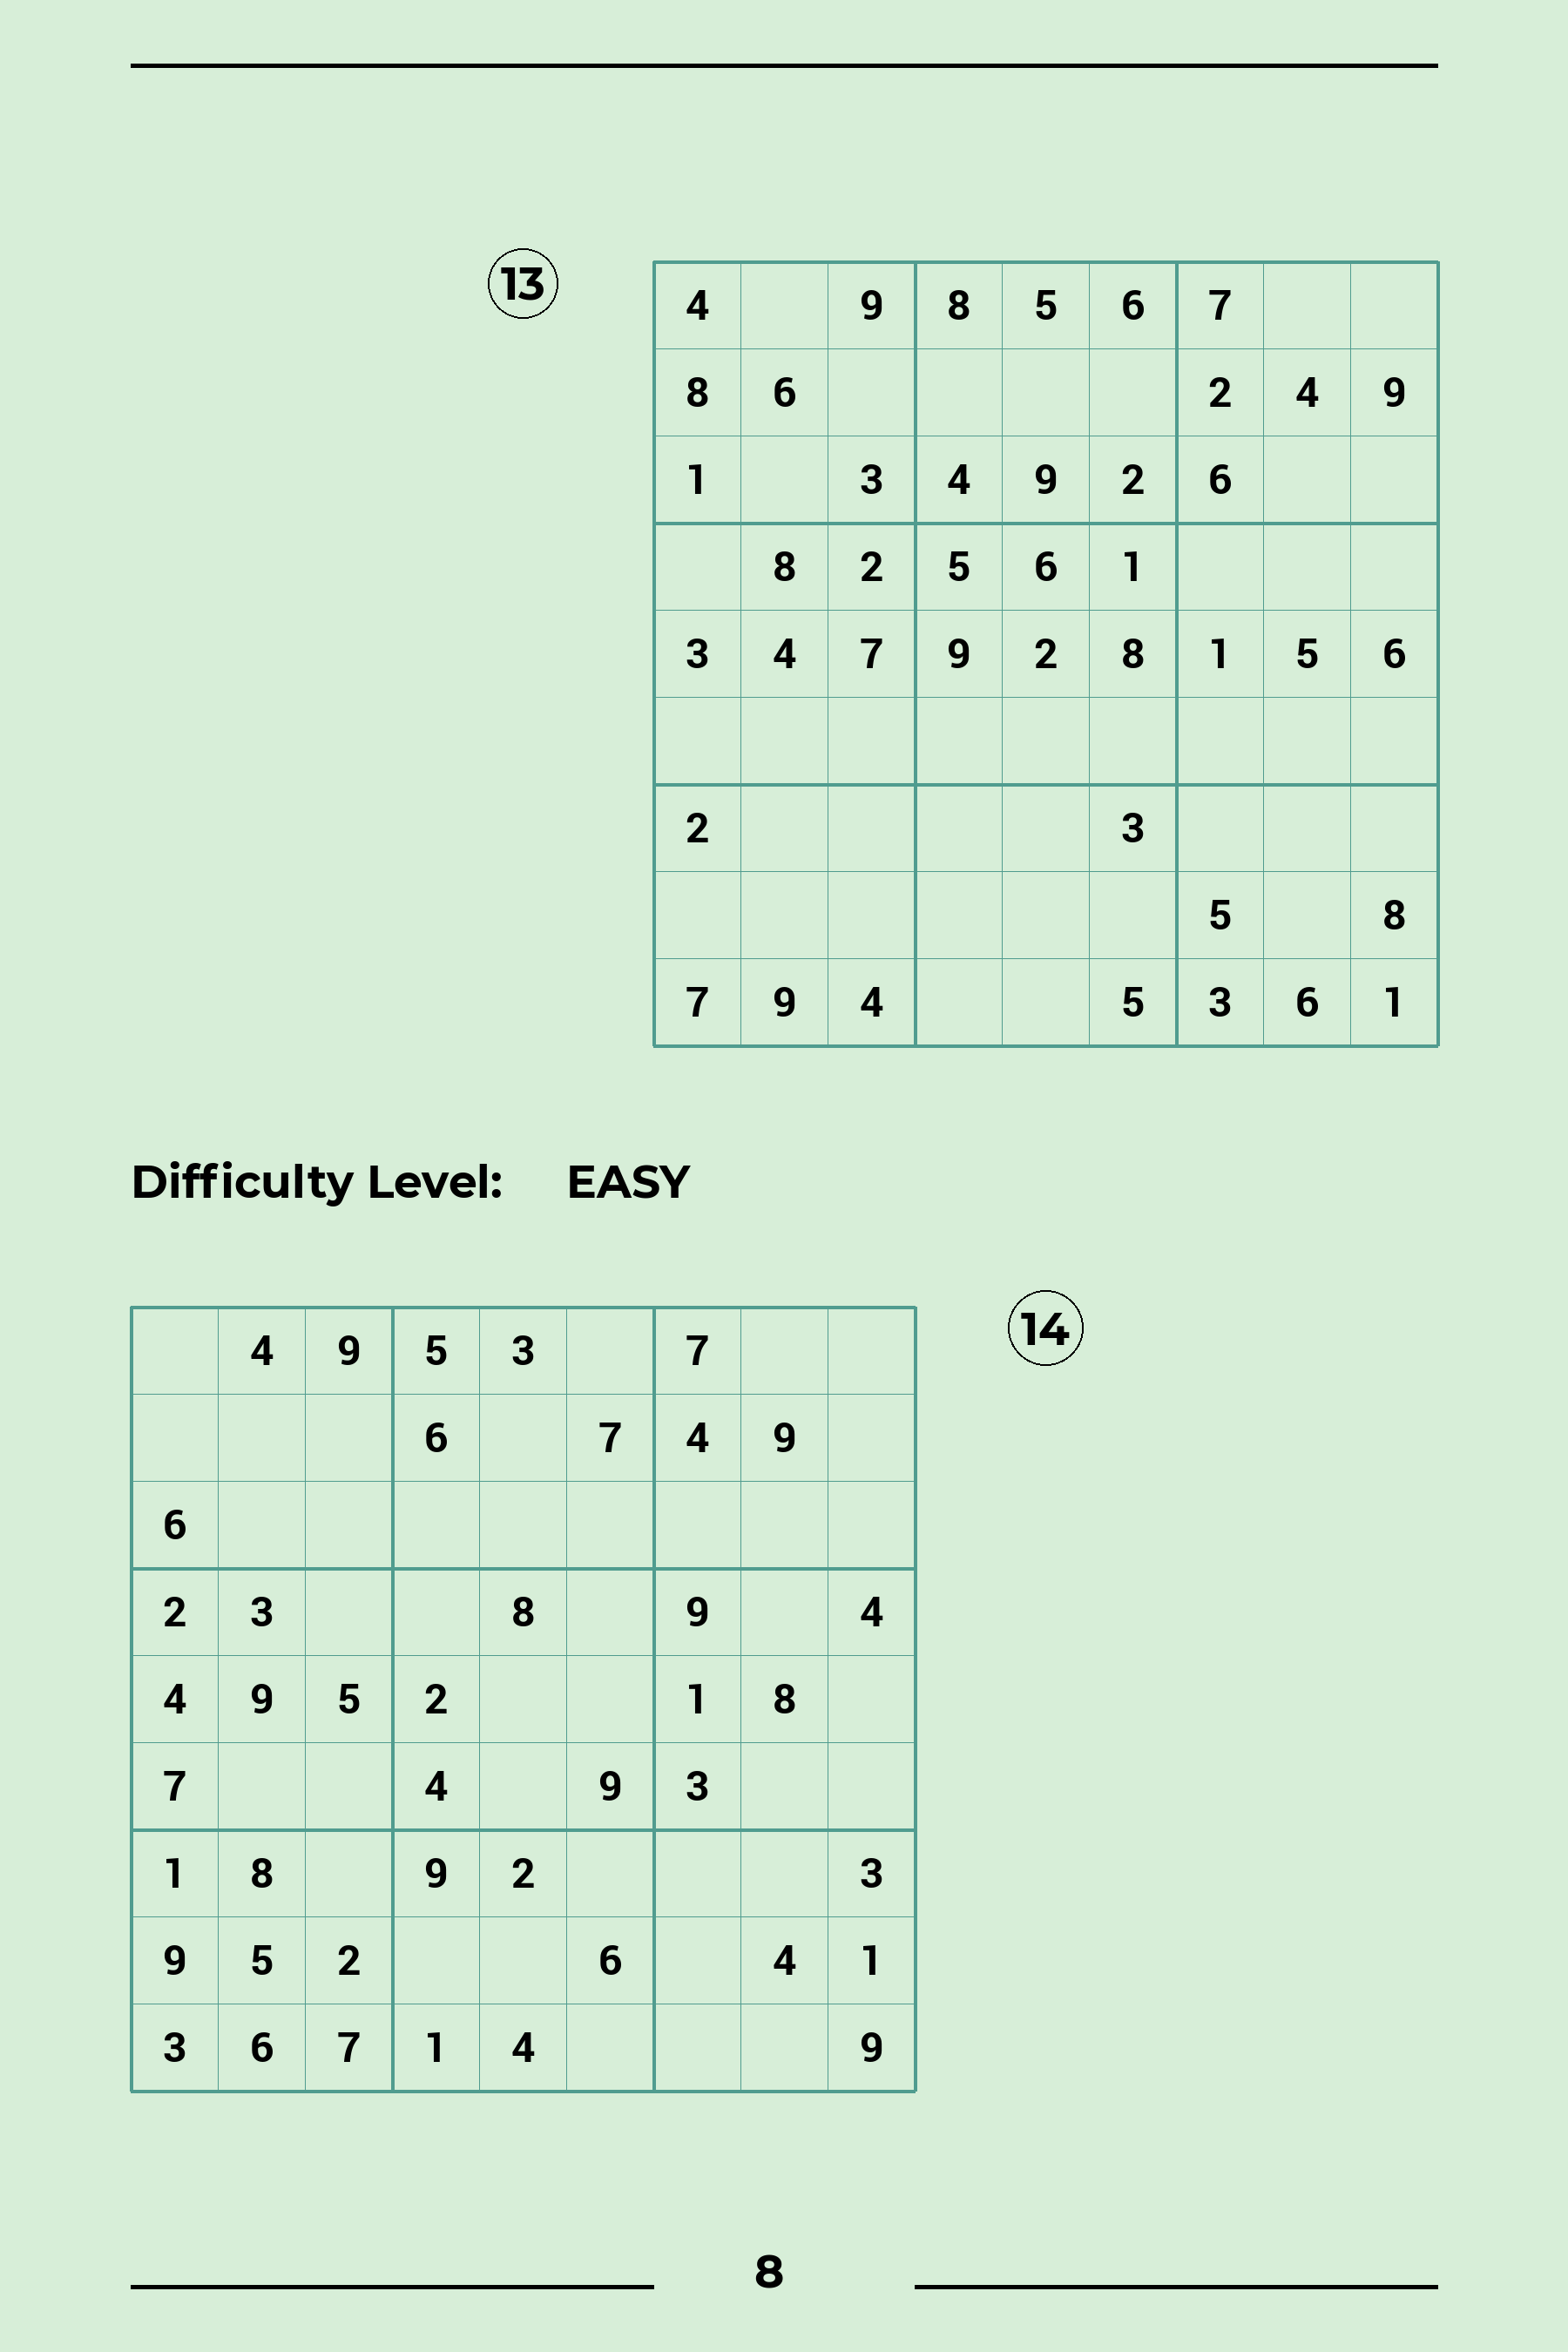 13
4 9 8 5 6 7
8 6 2 4 9
1 3 4 9 2 6
8 2 5 6 1
3 4 7 9 2 8 1 5 6
2 3
5 8
7 9 4 5 3 6 1
Difficulty Level: EASY
14
4 9 5 3 7
6 7 4 9
6
2 3 8 9 4
4 9 5 2 1 8
7 4 9 3
1 8 9 2 3
9 5 2 6 4 1
3 6 7 1 4 9
8